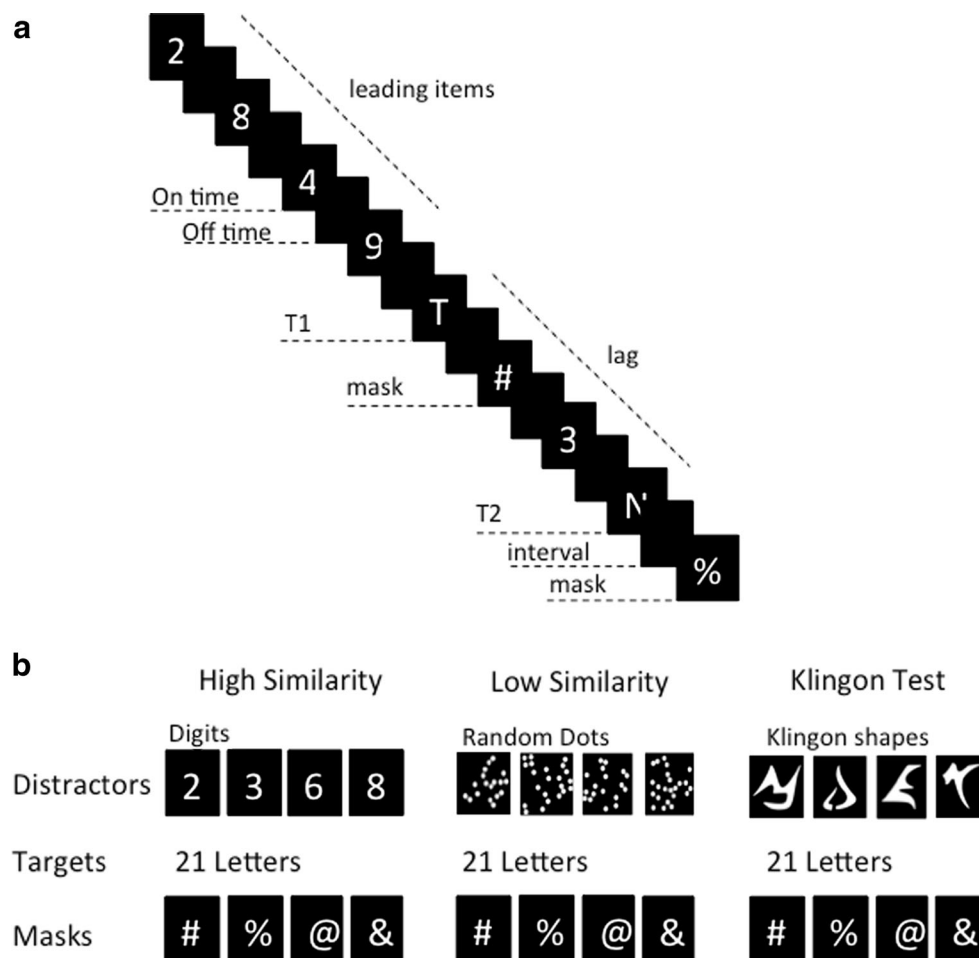 a
2
leading items
8
4
On time
Off time
9
T
T1
#
lag
mask
3
N
T2
interval
%
mask
b
High Similarity Low Similarity Klingon Test
Digits Random Dots Klingon shapes
Distractors 2 3 6 8
Targets 21 Letters 21 Letters 21 Letters
Masks # % @ & # % @ & # % @ &